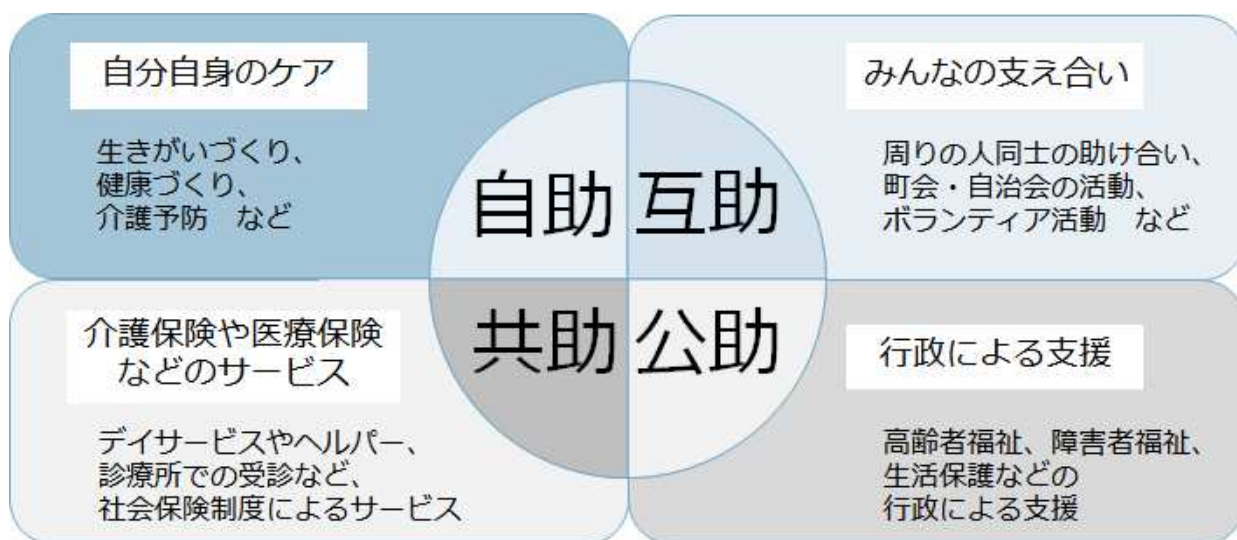 自分自身のケア
生きがいづくり、
健康づくり、
介護予防　など
みんなの支え合い
周りの人同士の助け合い、
町会・自治会の活動、
ボランティア活動　など
自助
互助
共助
公助
介護保険や医療保険
などのサービス
デイサービスやヘルパー、
診療所での受診など、
社会保険制度によるサービス
行政による支援
高齢者福祉、障害者福祉、
生活保護などの
行政による支援